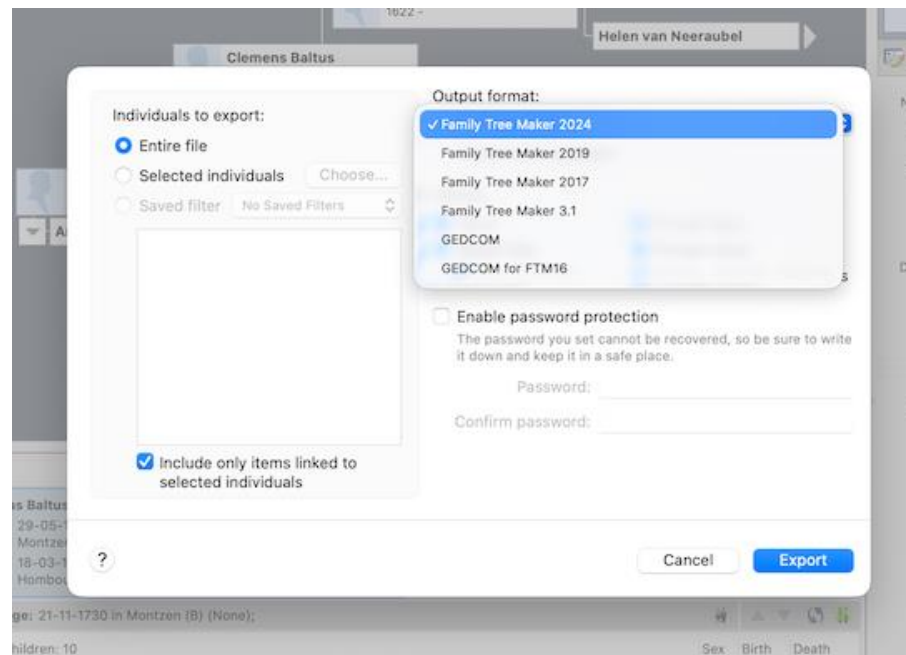 1622 -
Helen van Neeraubel
Clemens Baltus
Individuals to export:
Entire file
Selected individuals Choose...
Saved filter No Saved Filters
Include only items linked to
selected individuals
Output format:
✓ Family Tree Maker 2024
Family Tree Maker 2019
Family Tree Maker 2017
Family Tree Maker 3.1
GEDCOM
GEDCOM for FTM16
Enable password protection
The password you set cannot be recovered, so be sure to write
it down and keep it in a safe place.
Password:
Confirm password:
? Cancel Export
s Baltus
29-05-1
Montze
18-03-1
Hombou
ge: 21-11-1730 in Montzen (B) (None);
hildren: 10 Sex Birth Death